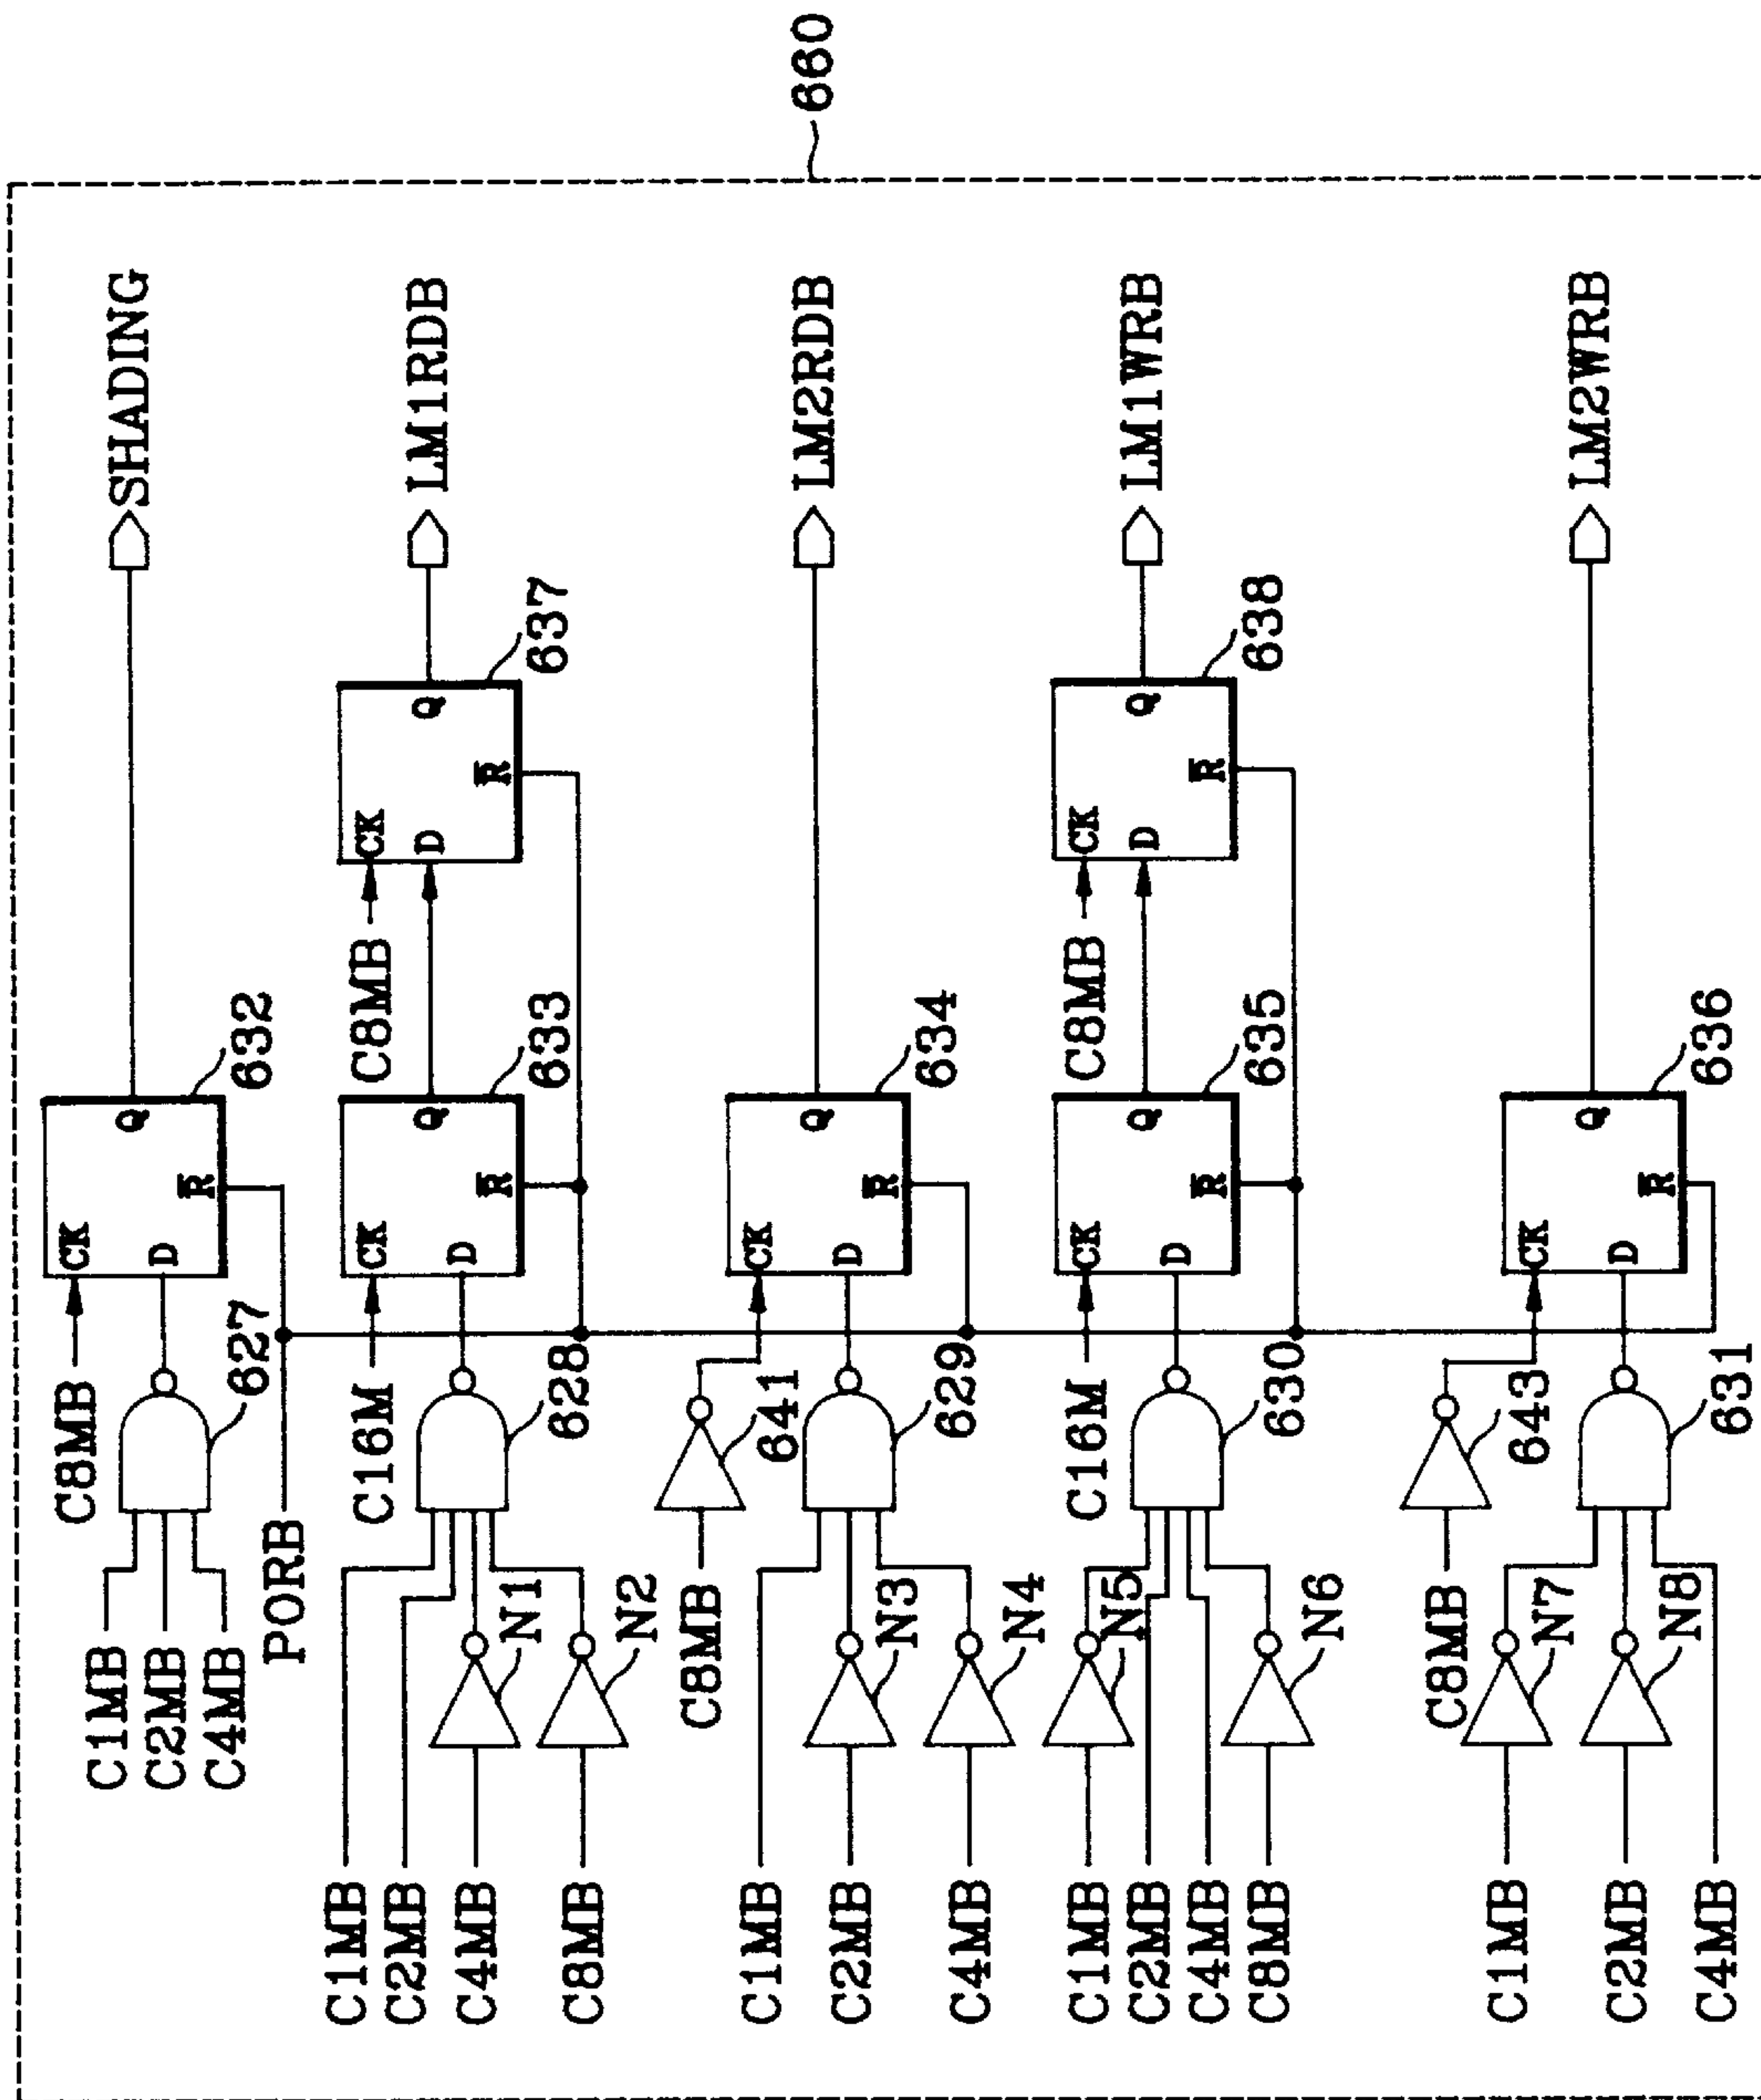 660
C1MB
C2MB
C4MB
C8MB
627
CK
D
Q
R
632
SHADING
PORB
C1MB
C2MB
C4MB
C8MB
N1
N2
628
C16M
CK
D
Q
R
633
C8MB
CK
D
Q
R
637
LM1RDB
C1MB
C2MB
C4MB
N3
N4
C8MB
641
629
CK
D
Q
R
634
LM2RDB
C1MB
C2MB
C4MB
C8MB
N5
N6
630
C16M
CK
D
Q
R
635
C8MB
CK
D
Q
R
638
LM1WRB
C1MB
C2MB
C4MB
N7
N8
C8MB
643
631
CK
D
Q
R
636
LM2WRB